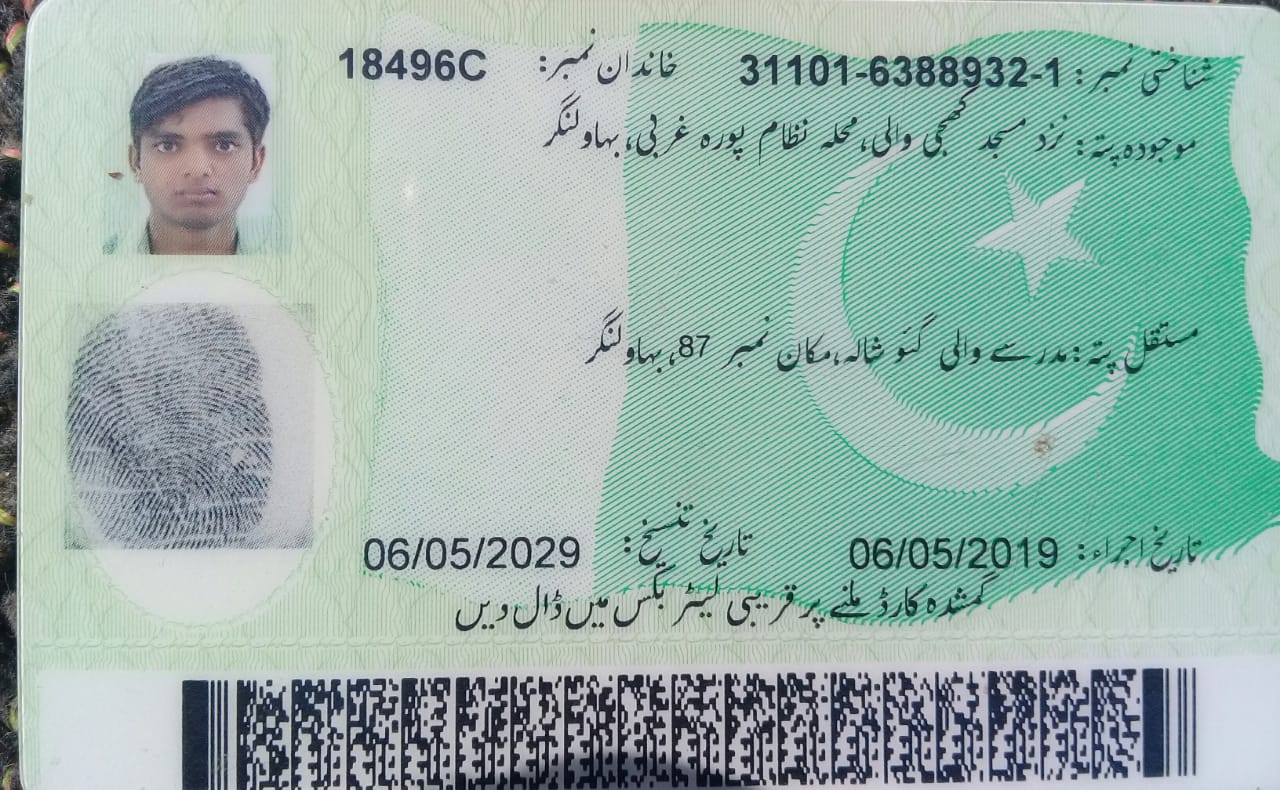 شناختی نمبر: 31101-6388932-1 خاندان نمبر: 18496C
موجودہ پتہ: نزد مسجد کھجی والی، محلہ نظام پورہ غربی، بہاولنگر
مستقل پتہ: مدرسے والی گئو شالہ، مکان نمبر 87، بہاولنگر
تاریخ اجراء: 06/05/2019 تاریخ تنسیخ: 06/05/2029
گمشدہ کارڈ ملنے پر قریبی لیٹر بکس میں ڈال دیں